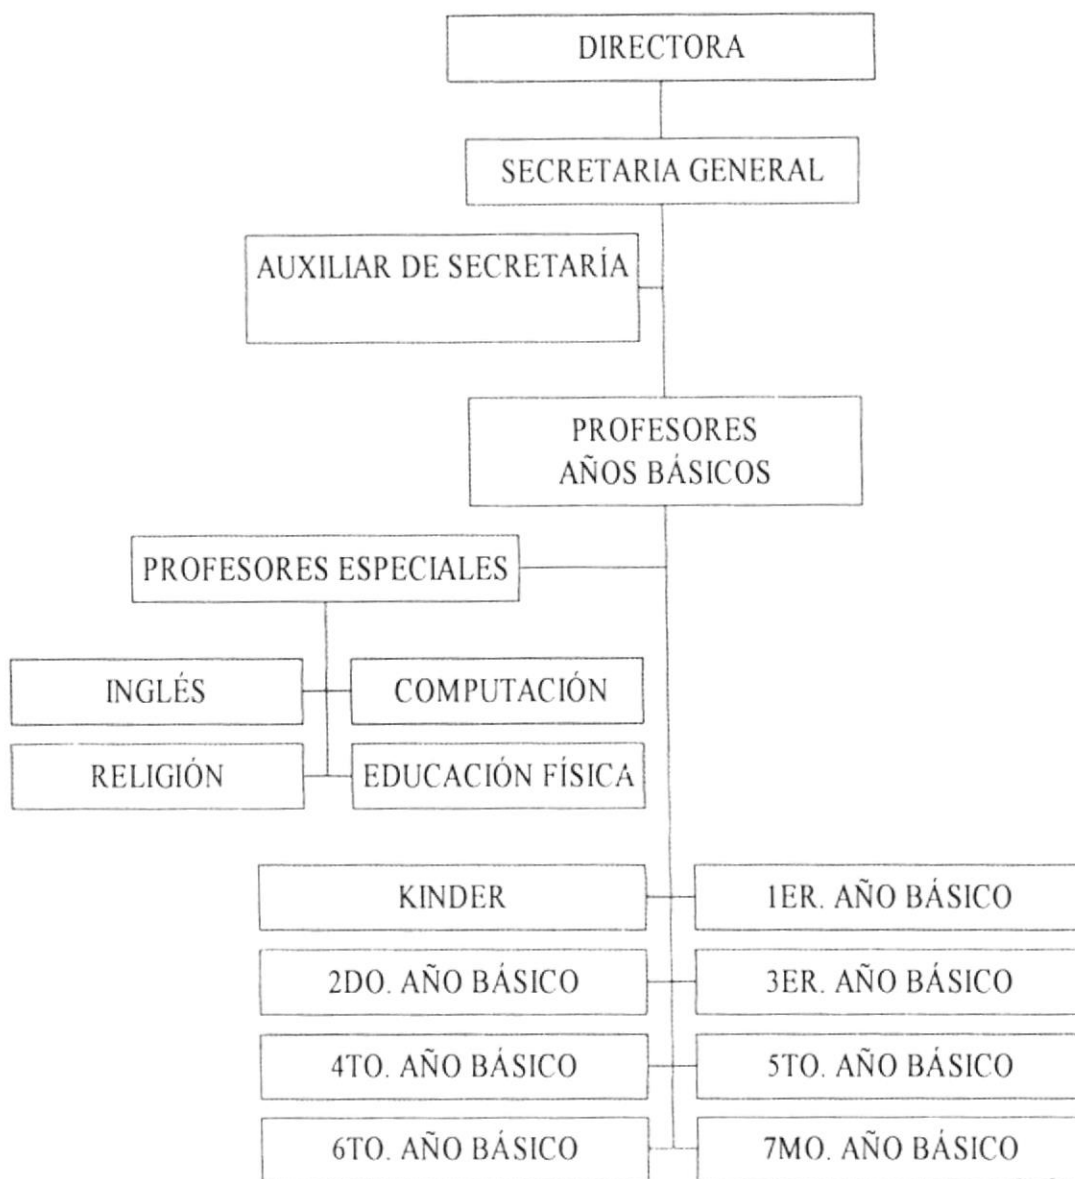 DIRECTORA
SECRETARIA GENERAL
AUXILIAR DE SECRETARÍA
PROFESORES
AÑOS BÁSICOS
PROFESORES ESPECIALES
INGLÉS
COMPUTACIÓN
RELIGIÓN
EDUCACIÓN FÍSICA
KINDER
1ER. AÑO BÁSICO
2DO. AÑO BÁSICO
3ER. AÑO BÁSICO
4TO. AÑO BÁSICO
5TO. AÑO BÁSICO
6TO. AÑO BÁSICO
7MO. AÑO BÁSICO